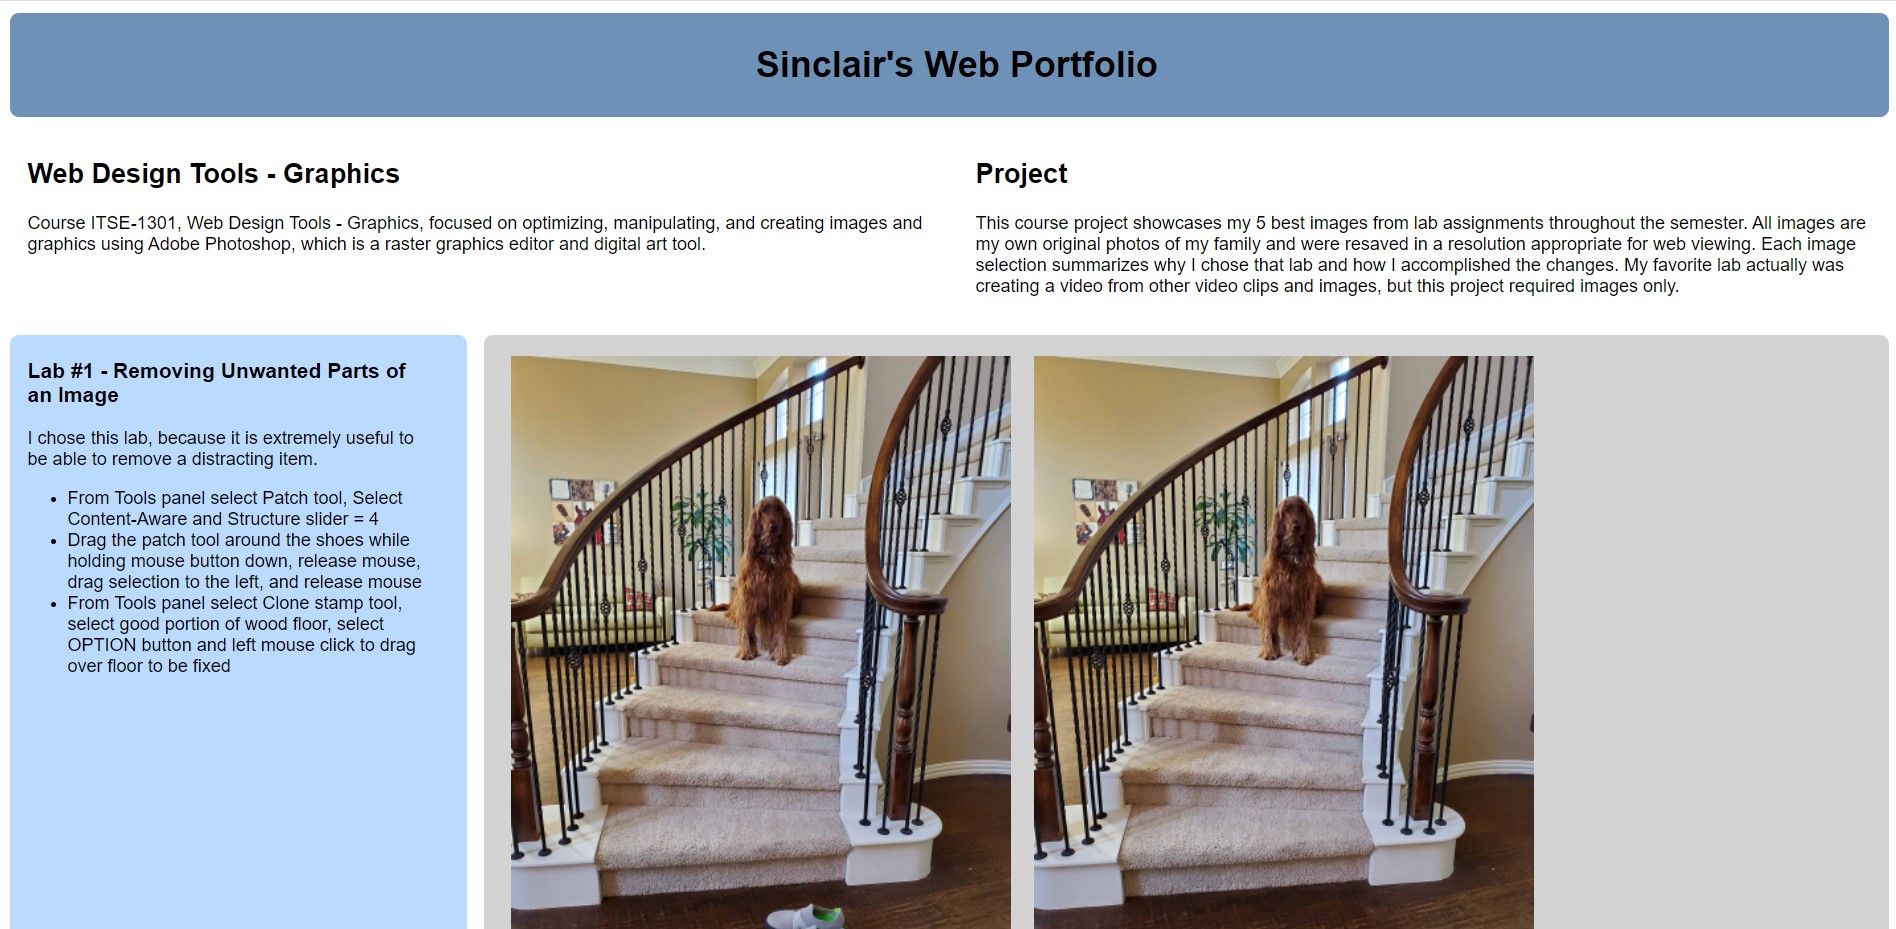 Sinclair's Web Portfolio
Web Design Tools - Graphics
Course ITSE-1301, Web Design Tools - Graphics, focused on optimizing, manipulating, and creating images and
graphics using Adobe Photoshop, which is a raster graphics editor and digital art tool.
Project
This course project showcases my 5 best images from lab assignments throughout the semester. All images are
my own original photos of my family and were resaved in a resolution appropriate for web viewing. Each image
selection summarizes why I chose that lab and how I accomplished the changes. My favorite lab actually was
creating a video from other video clips and images, but this project required images only.
Lab #1 - Removing Unwanted Parts of
an Image
I chose this lab, because it is extremely useful to
be able to remove a distracting item.
• From Tools panel select Patch tool, Select
Content-Aware and Structure slider = 4
• Drag the patch tool around the shoes while
holding mouse button down, release mouse,
drag selection to the left, and release mouse
• From Tools panel select Clone stamp tool,
select good portion of wood floor, select
OPTION button and left mouse click to drag
over floor to be fixed